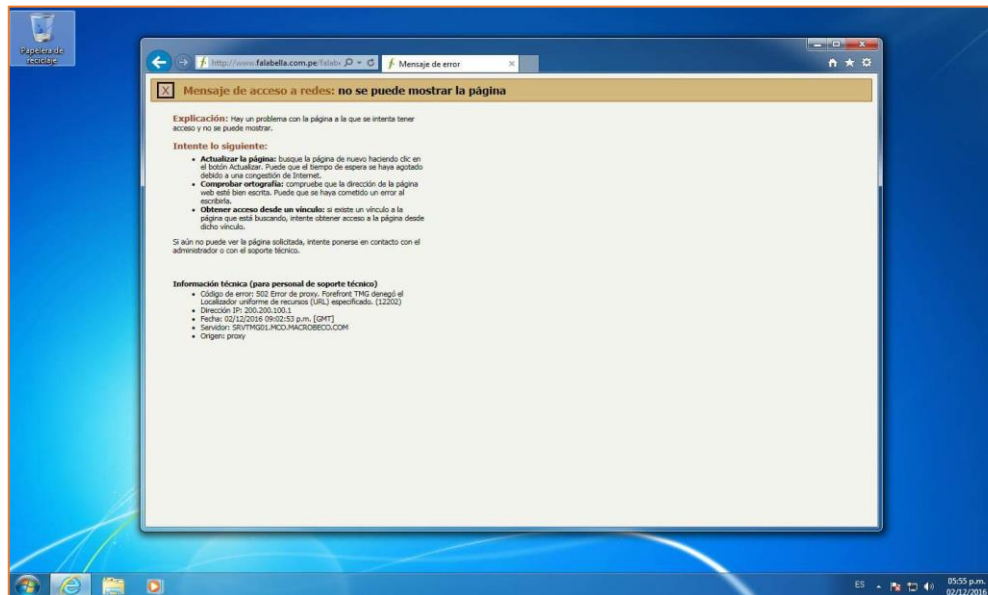 Papelera de
reciclaje
http://www.falabella.com.pe/falabe
Mensaje de error
Mensaje de acceso a redes: no se puede mostrar la página
Explicación: Hay un problema con la página a la que se intenta tener
acceso y no se puede mostrar.
Intente lo siguiente:
• Actualizar la página: busque la página de nuevo haciendo clic en
el botón Actualizar. Puede que el tiempo de espera se haya agotado
debido a una congestión de Internet.
• Comprobar ortografía: compruebe que la dirección de la página
web esté bien escrita. Puede que se haya cometido un error al
escribirla.
• Obtener acceso desde un vínculo: si existe un vínculo a la
página que está buscando, intente obtener acceso a la página desde
dicho vínculo.
Si aún no puede ver la página solicitada, intente ponerse en contacto con el
administrador o con el soporte técnico.
Información técnica (para personal de soporte técnico)
• Código de error: 502 Error de proxy. Forefront TMG denegó el
Localizador uniforme de recursos (URL) especificado. (12202)
• Dirección IP: 200.200.100.1
• Fecha: 02/12/2016 09:02:53 p.m. [GMT]
• Servidor: SRVTMG01.MCO.MACROBECO.COM
• Origen: proxy
ES
05:55 p.m.
02/12/2016